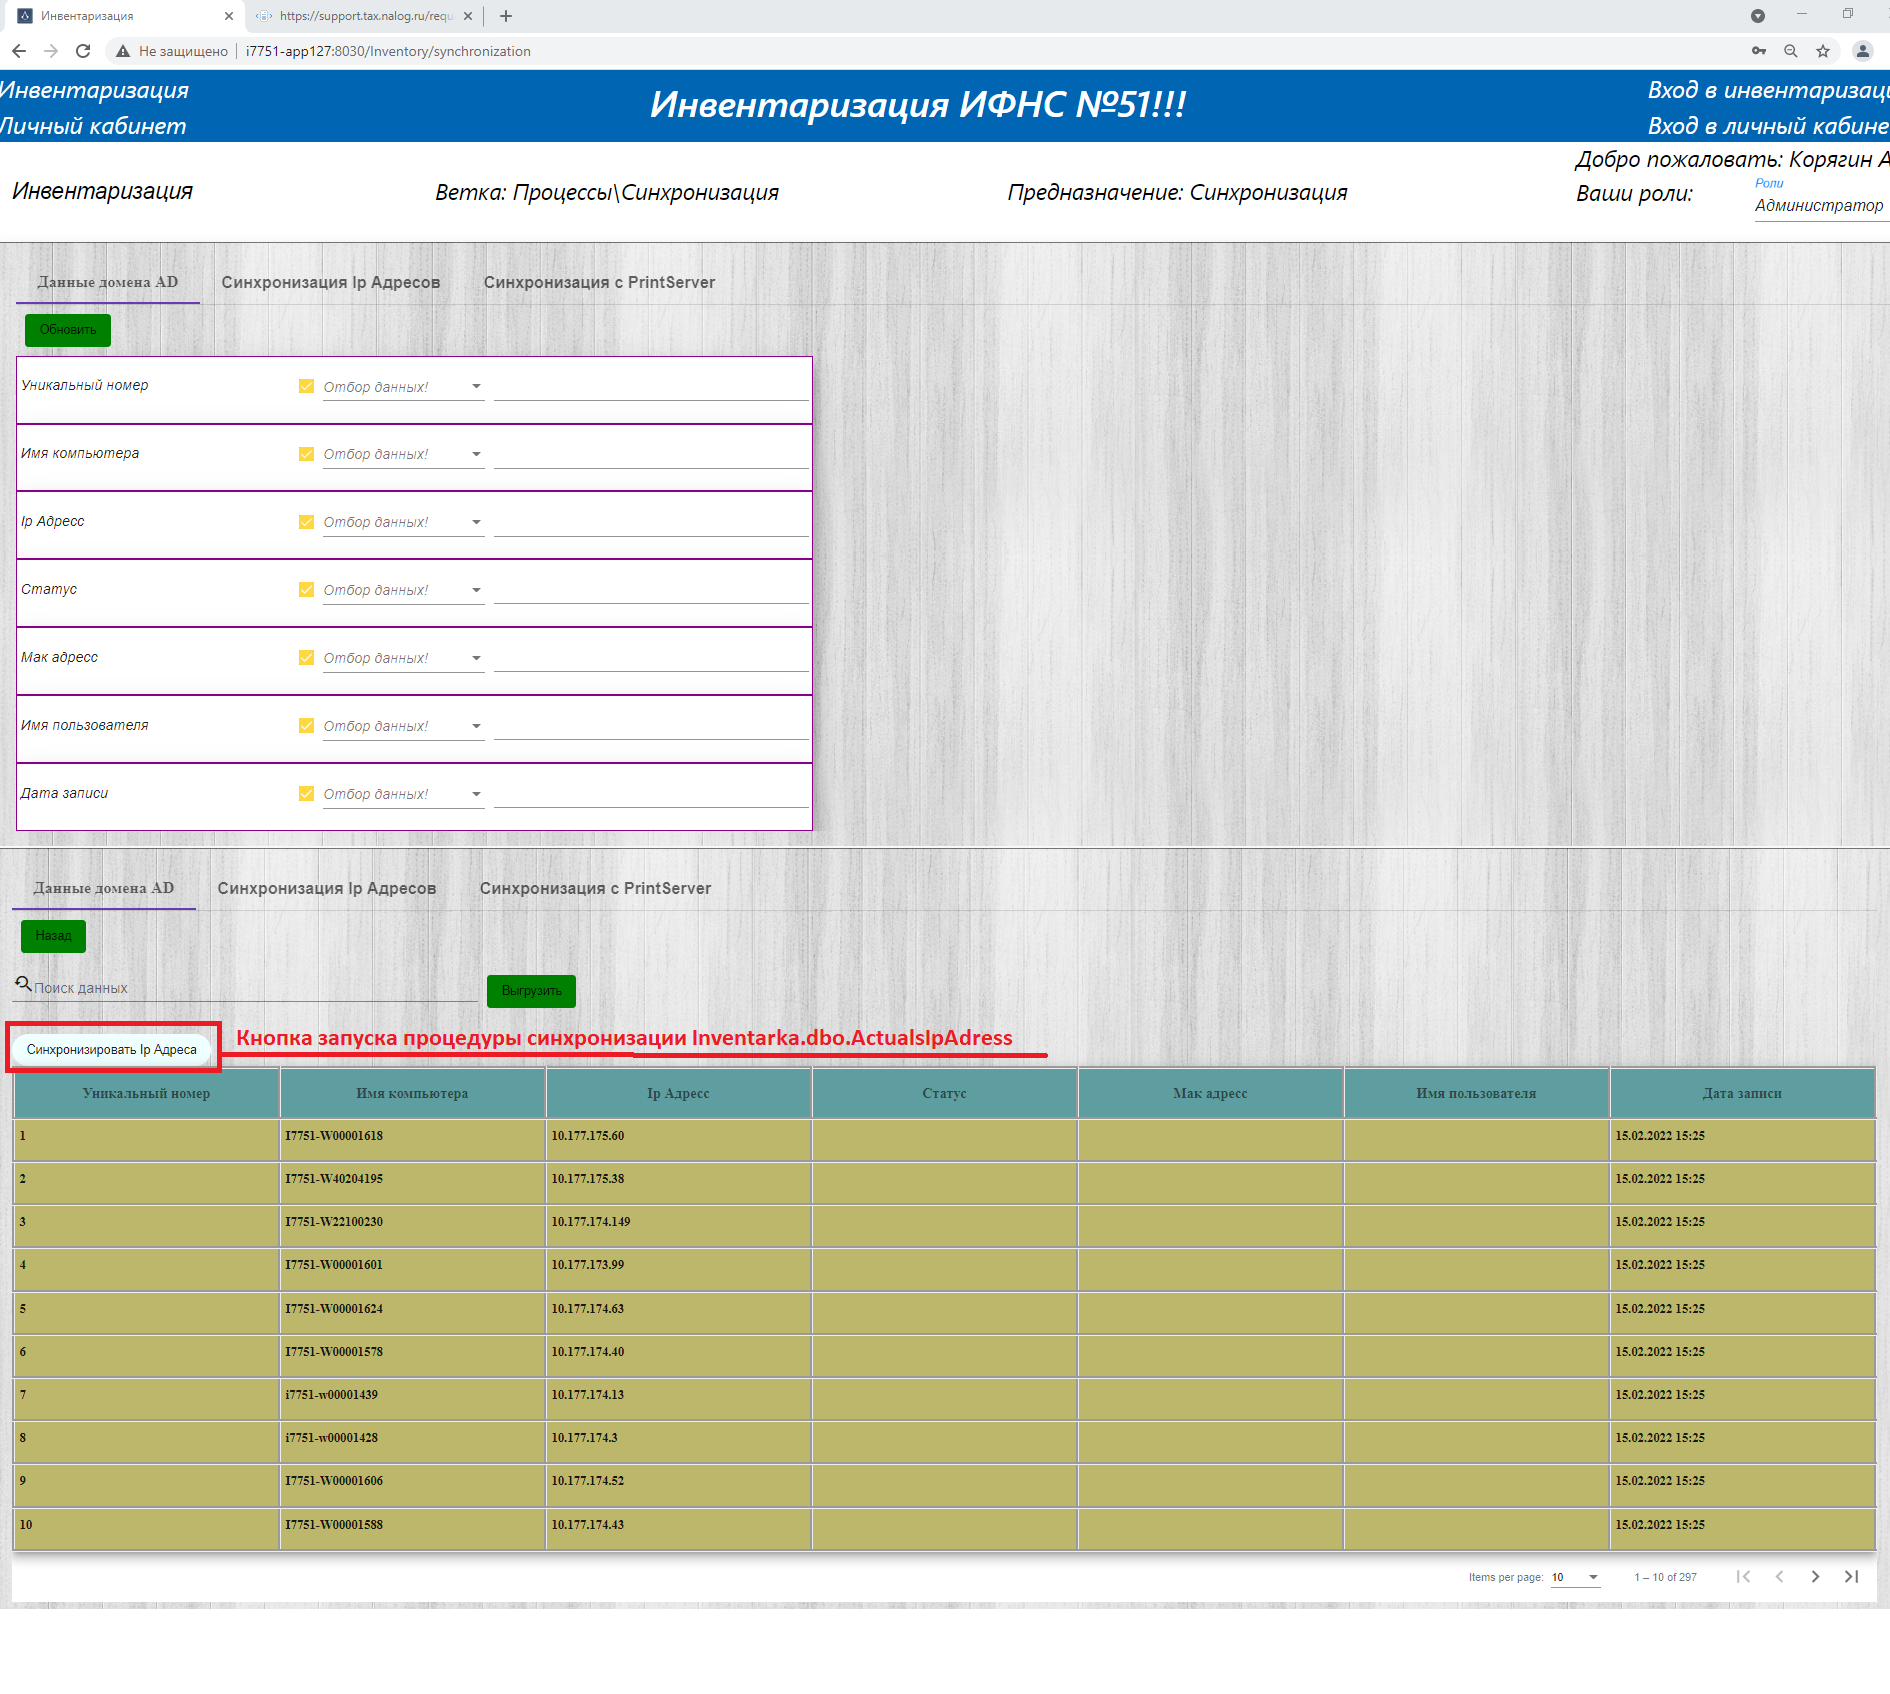 Инвентаризация
https://support.tax.nalog.ru/requ
Не защищено
i7751-app127:8030/Inventory/synchronization
Инвентаризация
Личный кабинет
Инвентаризация ИФНС №51!!!
Вход в инвентаризаци
Вход в личный кабине
Добро пожаловать: Корягин А
Инвентаризация
Ветка: Процессы\Синхронизация
Предназначение: Синхронизация
Ваши роли:
Роли
Администратор
Данные домена AD
Синхронизация Ip Адресов
Синхронизация с PrintServer
Обновить
Уникальный номер Отбор данных!
Имя компьютера Отбор данных!
Ip Адресс Отбор данных!
Статус Отбор данных!
Мак адресс Отбор данных!
Имя пользователя Отбор данных!
Дата записи Отбор данных!
Данные домена AD
Синхронизация Ip Адресов
Синхронизация с PrintServer
Назад
Поиск данных
Выгрузить
Кнопка запуска процедуры синхронизации Inventarka.dbo.ActualsIpAdress
Синхронизировать Ip Адреса
Уникальный номер Имя компьютера Ip Адресс Статус Мак адресс Имя пользователя Дата записи
1 I7751-W00001618 10.177.175.60 15.02.2022 15:25
2 I7751-W40204195 10.177.175.38 15.02.2022 15:25
3 I7751-W22100230 10.177.174.149 15.02.2022 15:25
4 I7751-W00001601 10.177.173.99 15.02.2022 15:25
5 I7751-W00001624 10.177.174.63 15.02.2022 15:25
6 I7751-W00001578 10.177.174.40 15.02.2022 15:25
7 i7751-w00001439 10.177.174.13 15.02.2022 15:25
8 i7751-w00001428 10.177.174.3 15.02.2022 15:25
9 I7751-W00001606 10.177.174.52 15.02.2022 15:25
10 I7751-W00001588 10.177.174.43 15.02.2022 15:25
Items per page: 10 1 – 10 of 297